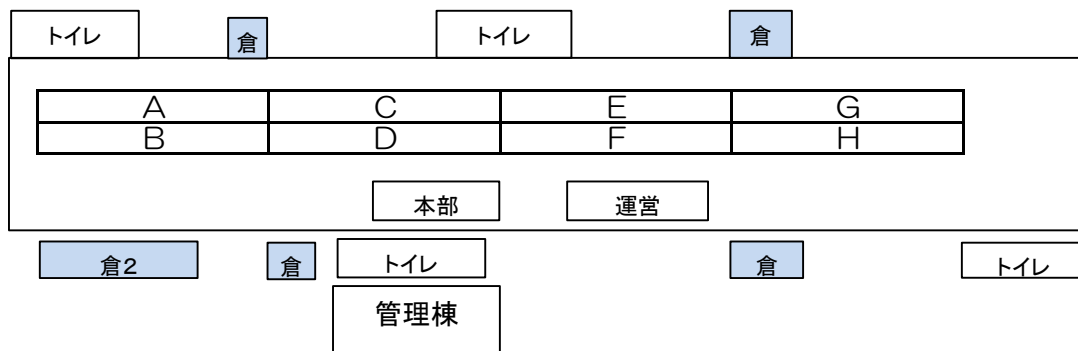 トイレ 倉 トイレ 倉
A C E G
B D F H
本部 運営
倉2 倉 トイレ 倉 トイレ
管理棟